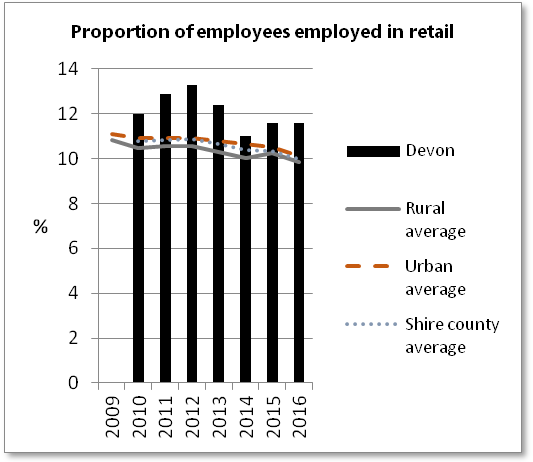 Proportion of employees employed in retail
14
12
10
8
6
4
2
0
%
2009
2010
2011
2012
2013
2014
2015
2016
Devon
Rural
average
Urban
average
Shire county
average